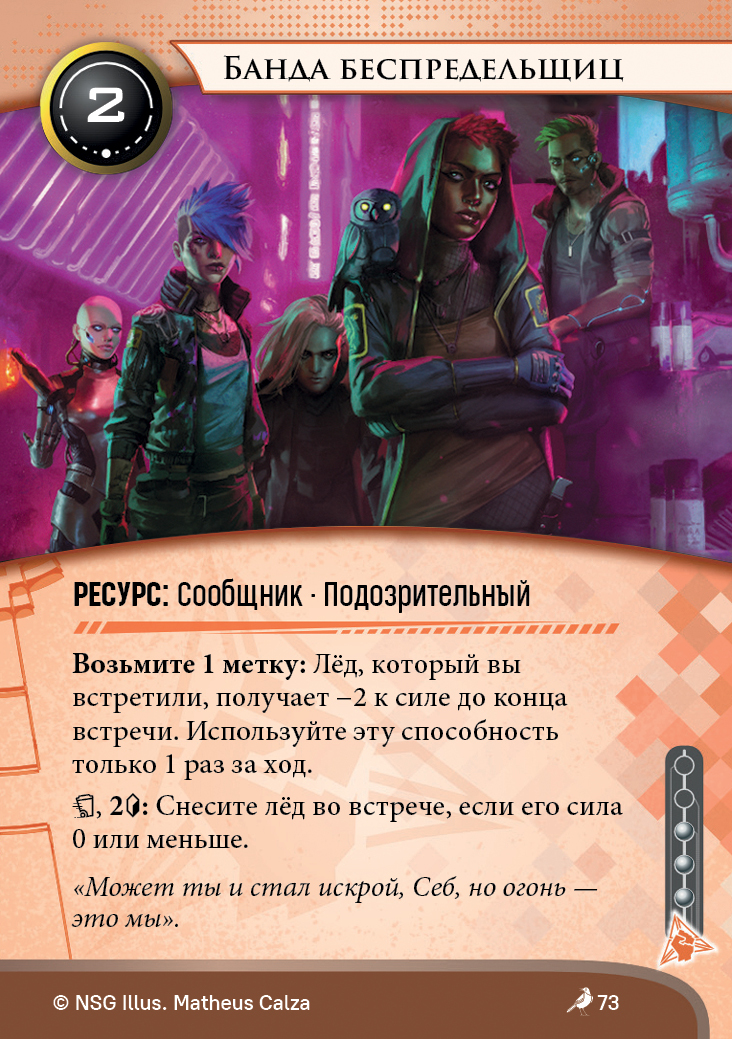 2
Банда беспредельщиц
РЕСУРС: Сообщник · Подозрительный
Возьмите 1 метку: Лёд, который вы
встретили, получает −2 к силе до конца
встречи. Используйте эту способность
только 1 раз за ход.
, 2: Снесите лёд во встрече, если его сила
0 или меньше.
«Может ты и стал искрой, Себ, но огонь —
это мы».
© NSG Illus. Matheus Calza
73